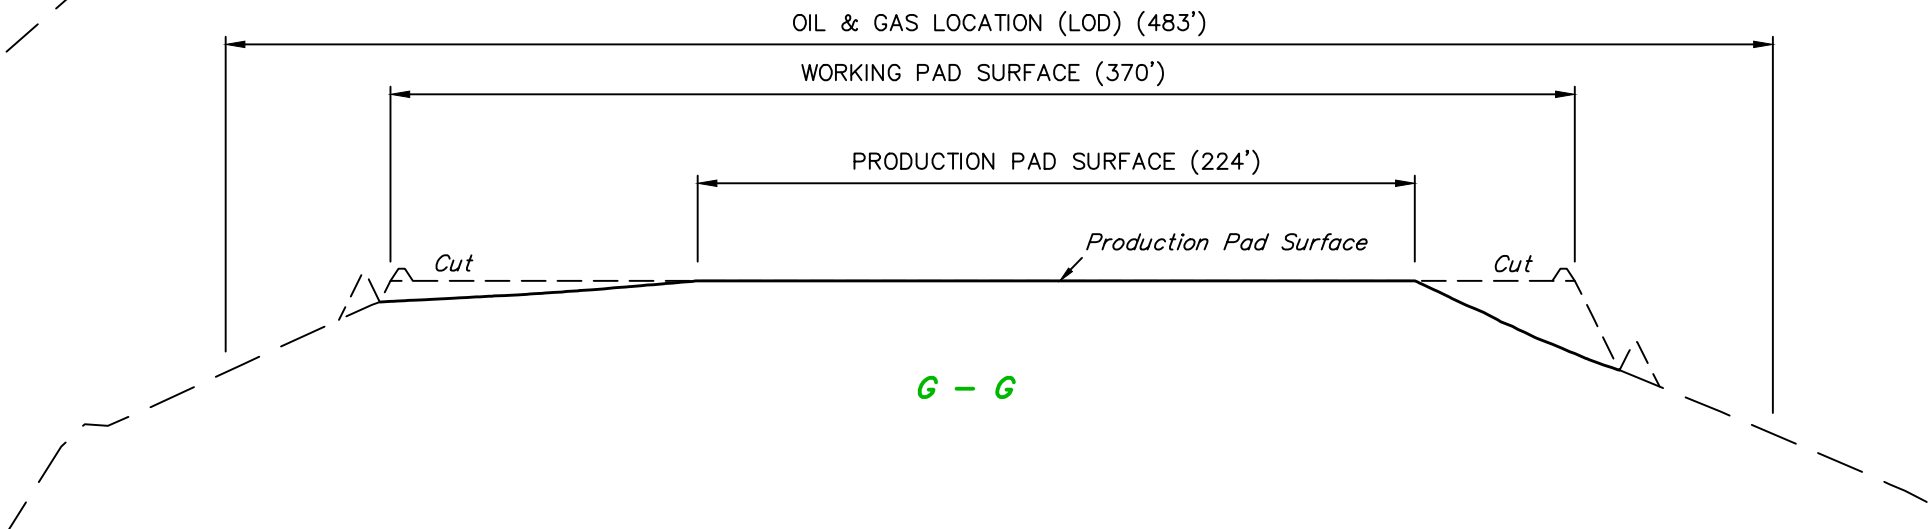 OIL & GAS LOCATION (LOD) (483')
WORKING PAD SURFACE (370')
PRODUCTION PAD SURFACE (224')
Production Pad Surface
Cut
Cut
G - G